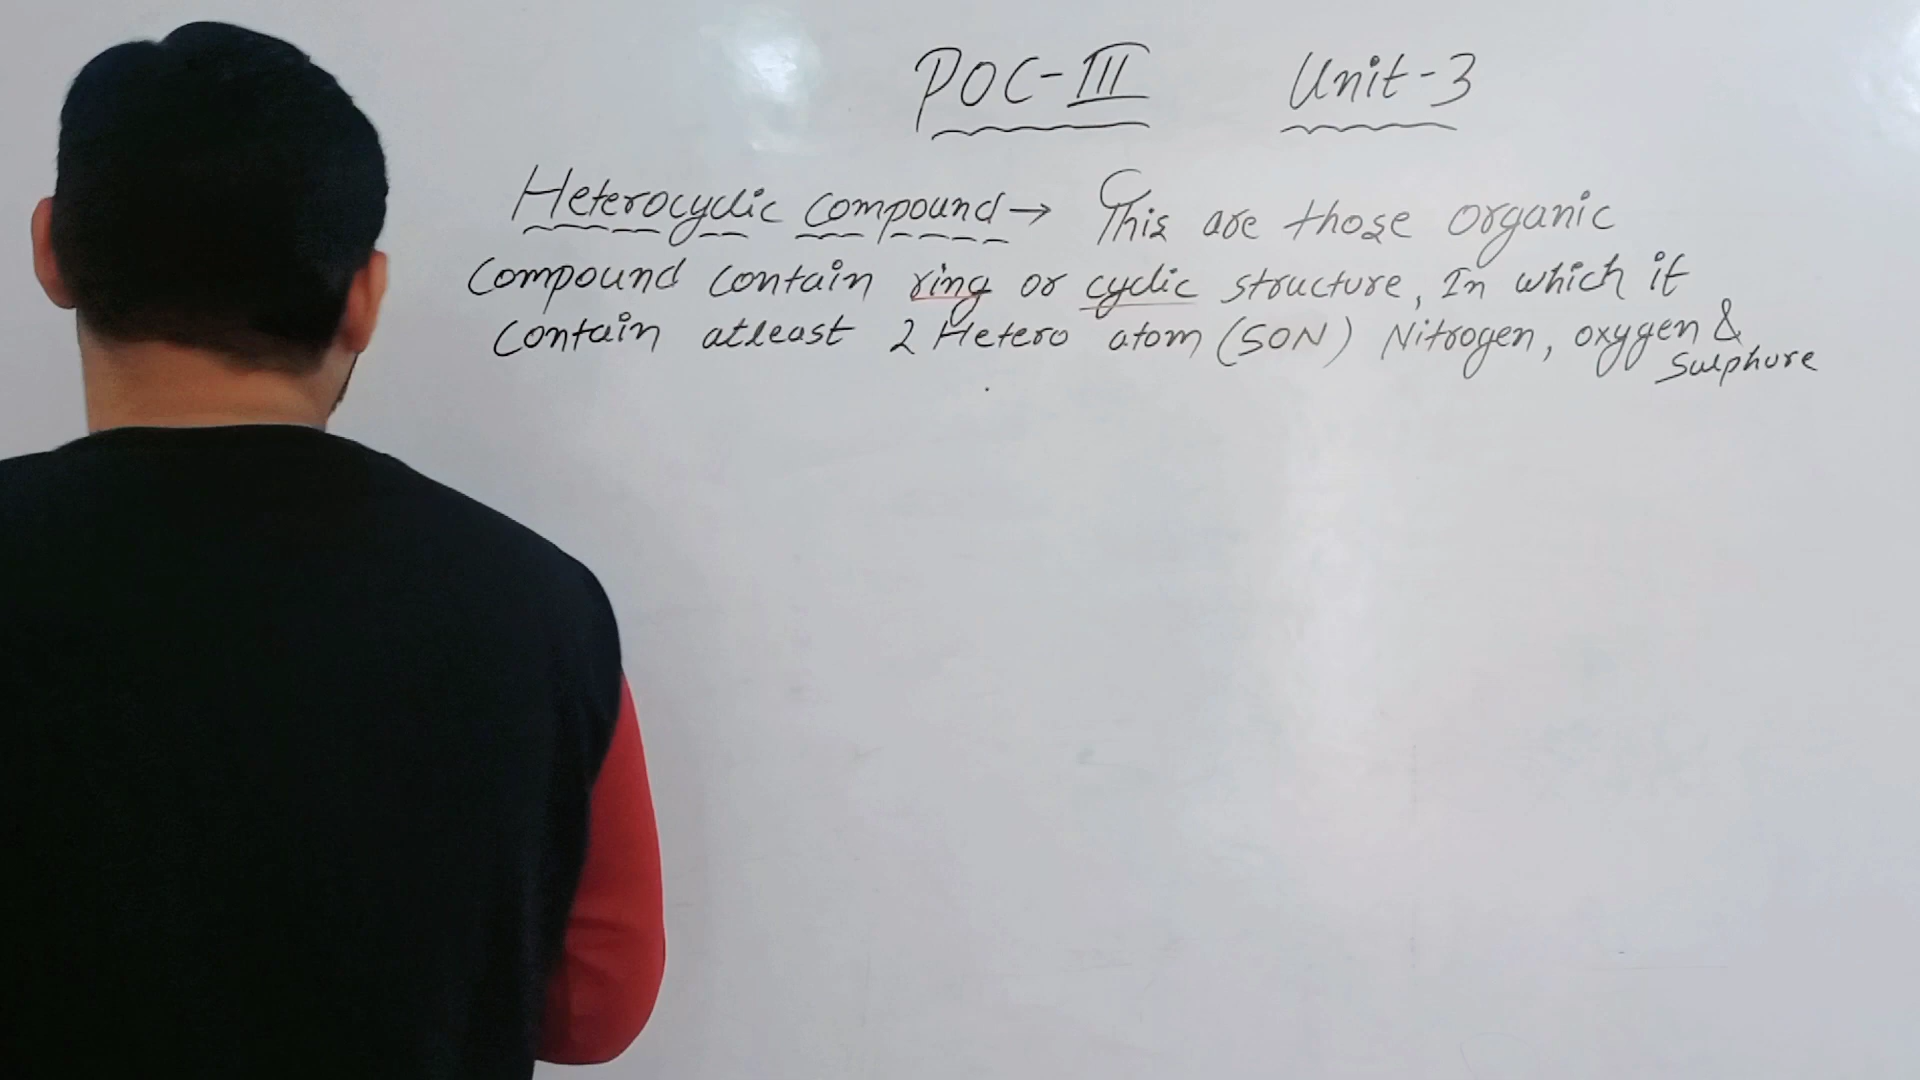 POC-III Unit-3
Heterocyclic compound → This are those organic
compound contain ring or cyclic structure, In which it
contain atleast 2 Hetero atom (SON) Nitrogen, oxygen &
Sulphure